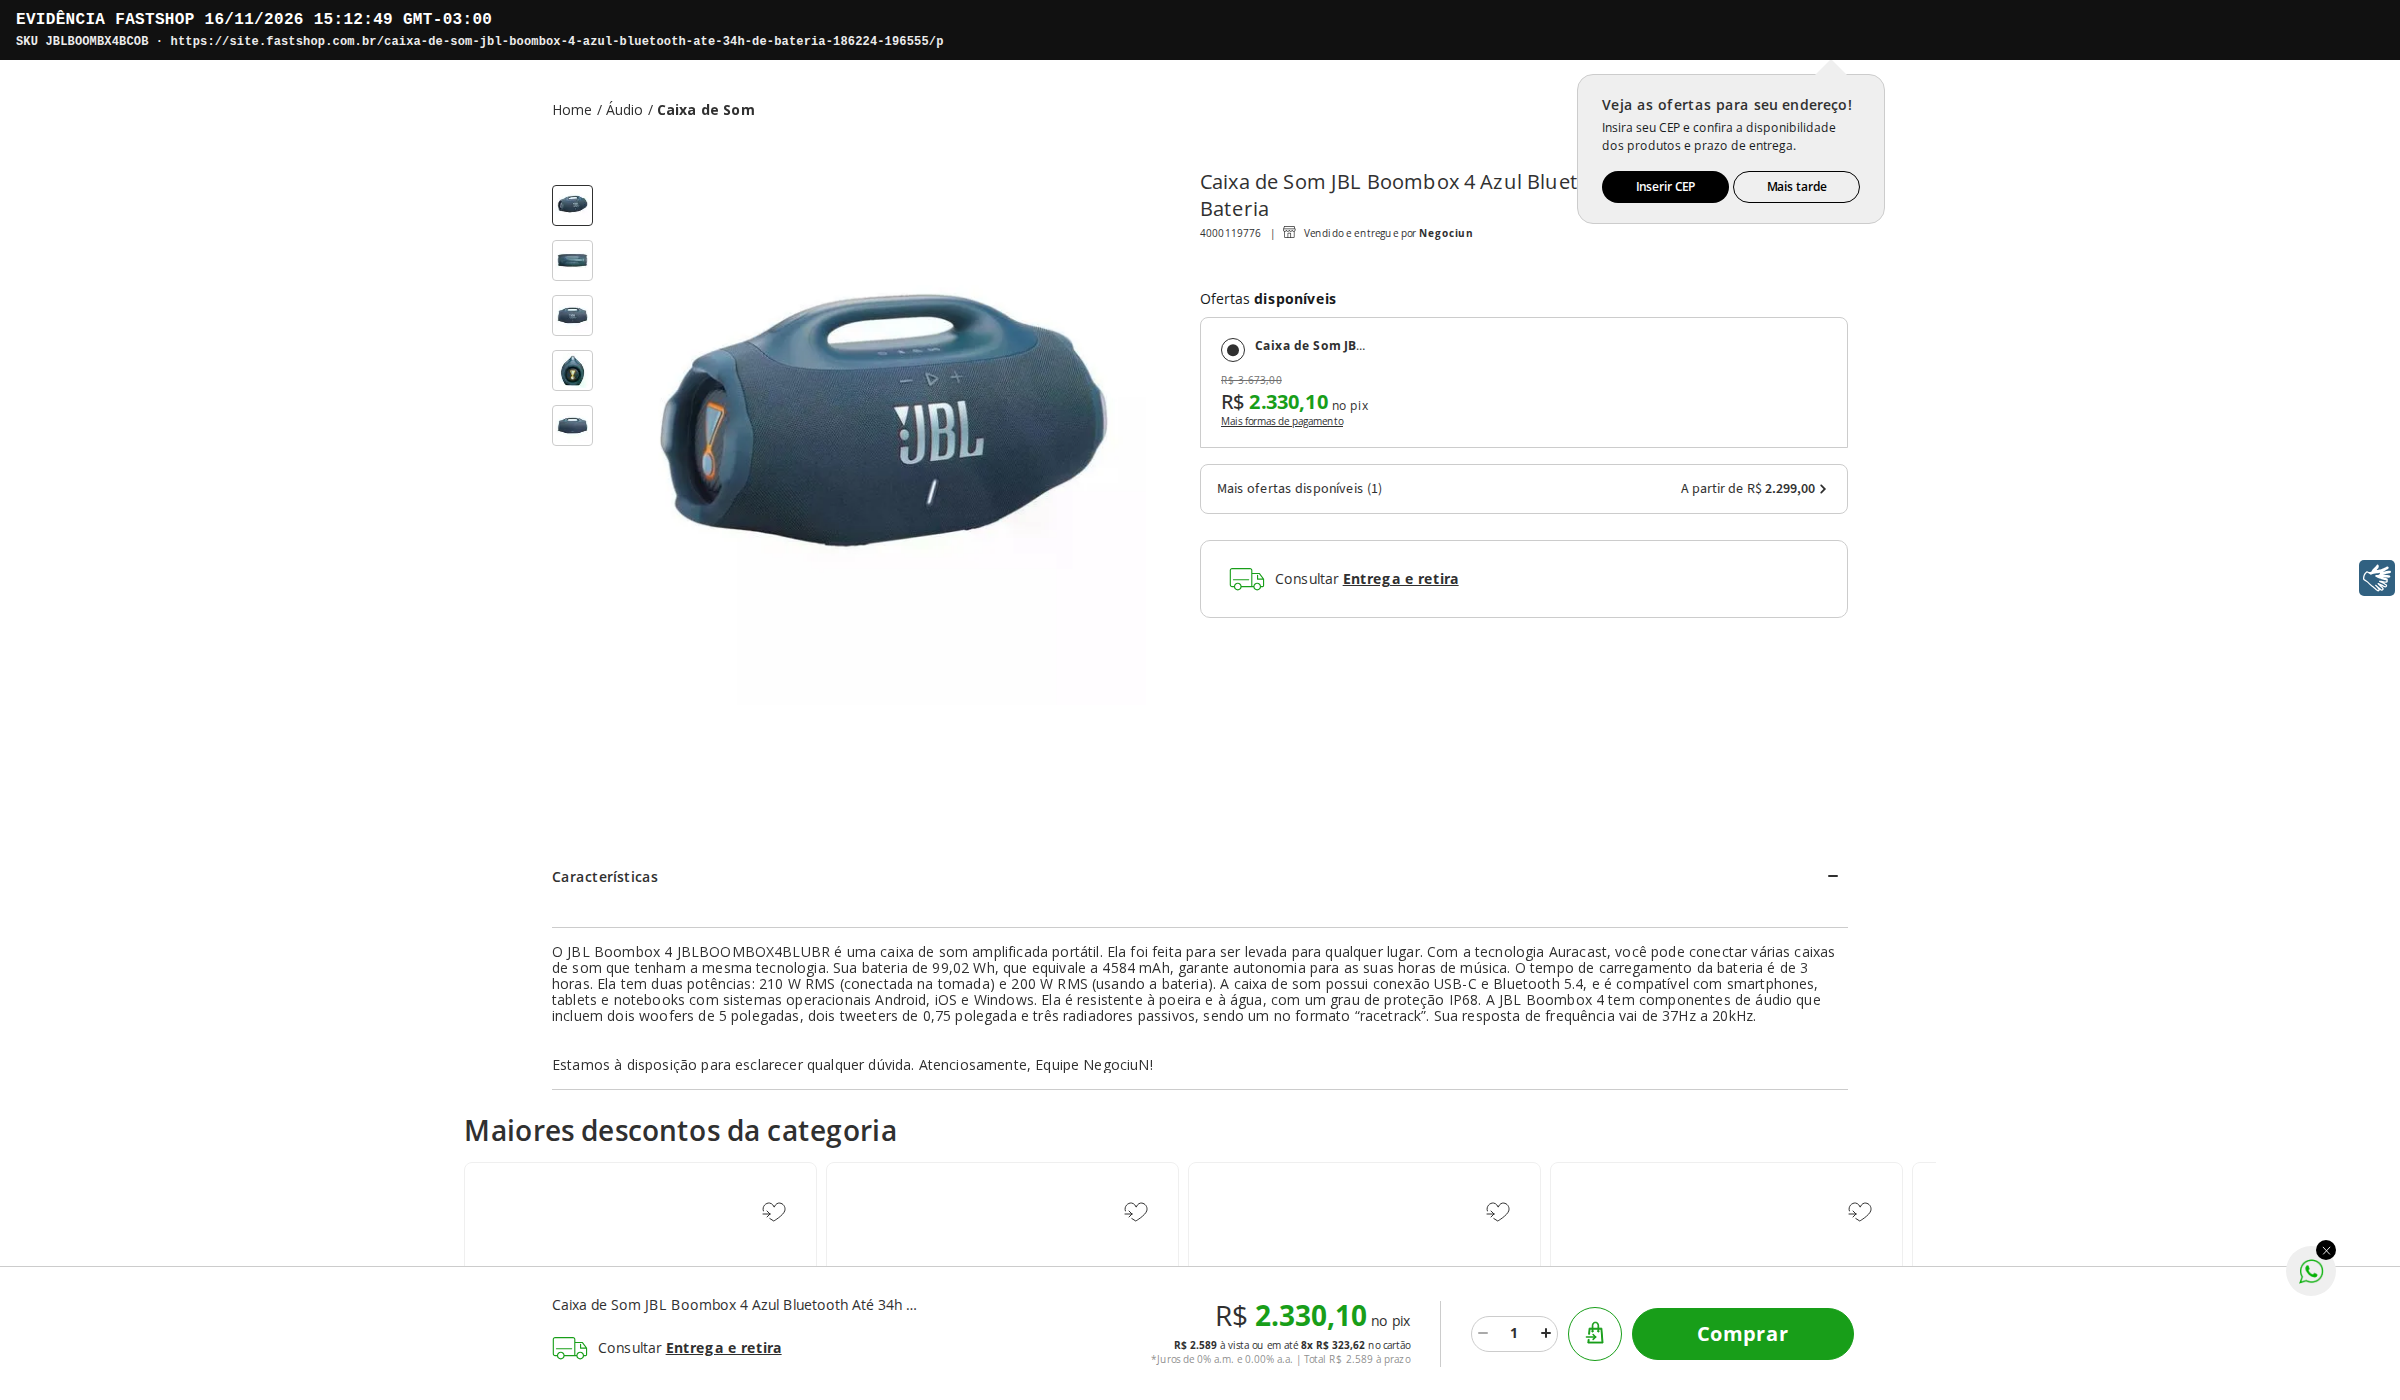 EVIDÊNCIA FASTSHOP 16/11/2026 15:12:49 GMT-03:00
SKU JBLBOOMBX4BCOB · https://site.fastshop.com.br/caixa-de-som-jbl-boombox-4-azul-bluetooth-ate-34h-de-bateria-186224-196555/p
Home / Áudio / Caixa de Som
Veja as ofertas para seu endereço!
Insira seu CEP e confira a disponibilidade
dos produtos e prazo de entrega.
Inserir CEP
Mais tarde
Caixa de Som JBL Boombox 4 Azul Bluet
Bateria
4000119776 | Vendido e entregue por Negociun
JBL
Ofertas disponíveis
Caixa de Som JB...
R$ 3.673,00
R$ 2.330,10 no pix
Mais formas de pagamento
Mais ofertas disponíveis (1)
A partir de R$ 2.299,00
Consultar Entrega e retira
Características
O JBL Boombox 4 JBLBOOMBOX4BLUBR é uma caixa de som amplificada portátil. Ela foi feita para ser levada para qualquer lugar. Com a tecnologia Auracast, você pode conectar várias caixas
de som que tenham a mesma tecnologia. Sua bateria de 99,02 Wh, que equivale a 4584 mAh, garante autonomia para as suas horas de música. O tempo de carregamento da bateria é de 3
horas. Ela tem duas potências: 210 W RMS (conectada na tomada) e 200 W RMS (usando a bateria). A caixa de som possui conexão USB-C e Bluetooth 5.4, e é compatível com smartphones,
tablets e notebooks com sistemas operacionais Android, iOS e Windows. Ela é resistente à poeira e à água, com um grau de proteção IP68. A JBL Boombox 4 tem componentes de áudio que
incluem dois woofers de 5 polegadas, dois tweeters de 0,75 polegada e três radiadores passivos, sendo um no formato “racetrack”. Sua resposta de frequência vai de 37Hz a 20kHz.
Estamos à disposição para esclarecer qualquer dúvida. Atenciosamente, Equipe NegociuN!
Maiores descontos da categoria
Caixa de Som JBL Boombox 4 Azul Bluetooth Até 34h ...
Consultar Entrega e retira
R$ 2.330,10 no pix
R$ 2.589 à vista ou em até 8x R$ 323,62 no cartão
*Juros de 0% a.m. e 0.00% a.a. | Total R$ 2.589 à prazo
1
Comprar